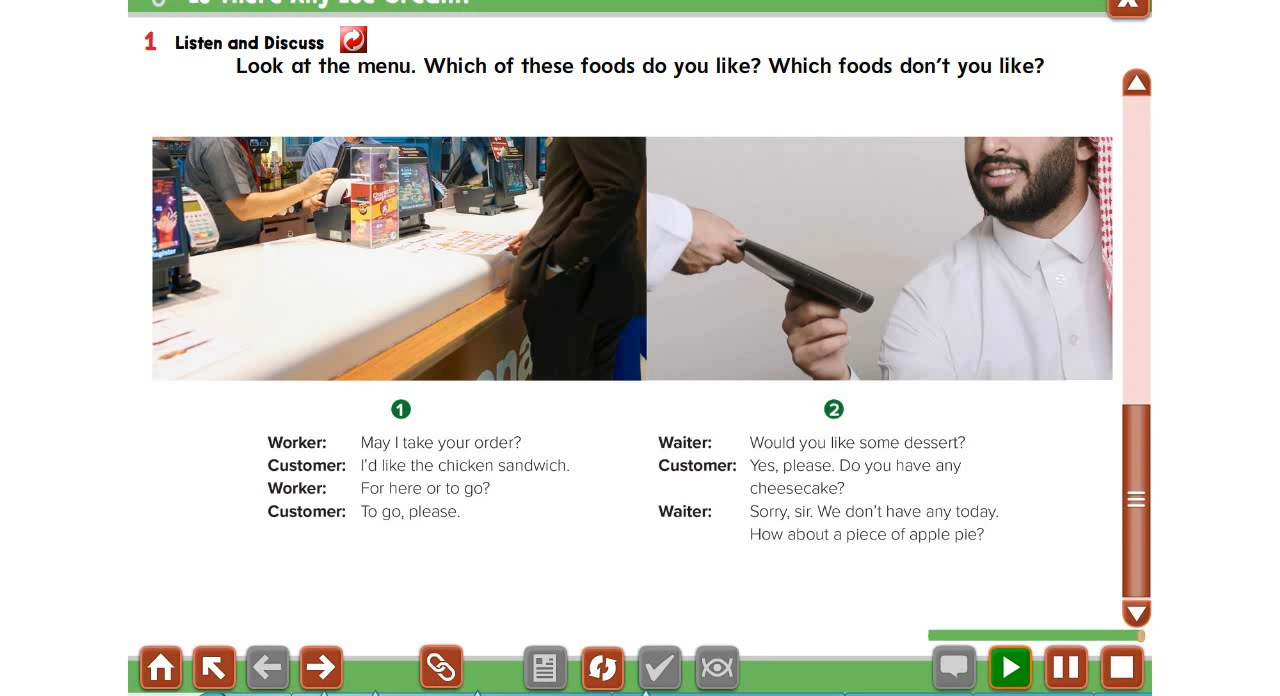 1 Listen and Discuss
Look at the menu. Which of these foods do you like? Which foods don't you like?
1
Worker: May I take your order?
Customer: I'd like the chicken sandwich.
Worker: For here or to go?
Customer: To go, please.
2
Waiter: Would you like some dessert?
Customer: Yes, please. Do you have any
cheesecake?
Waiter: Sorry, sir. We don't have any today.
How about a piece of apple pie?